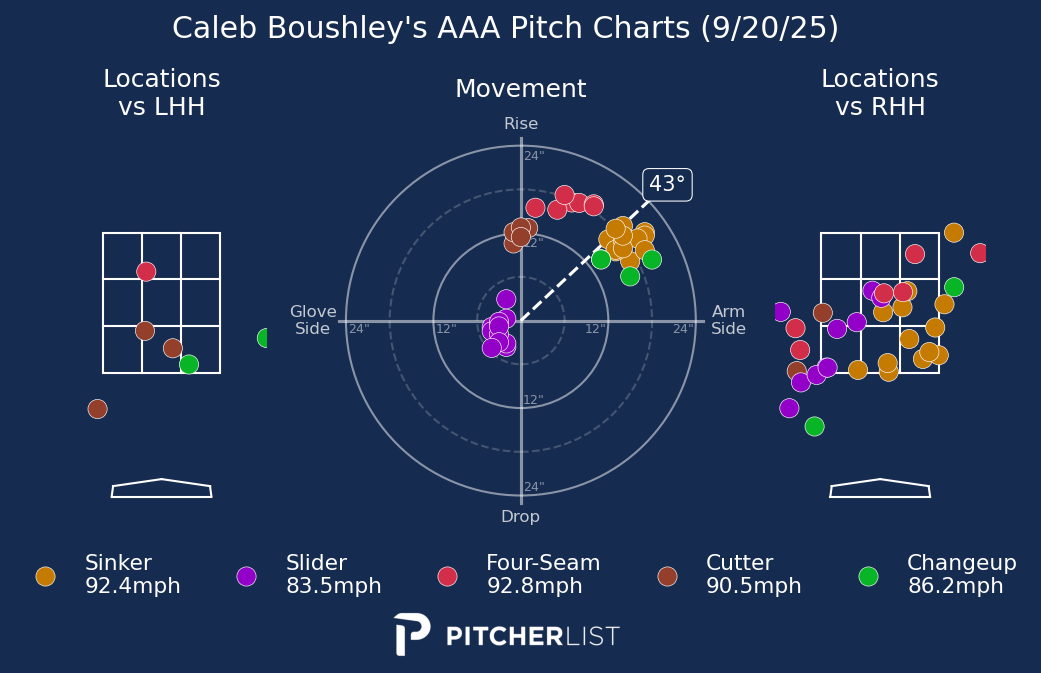 Caleb Boushley's AAA Pitch Charts (9/20/25)
Locations
vs LHH
Movement
Locations
vs RHH
Rise
24"
43°
12"
Glove
Side
24"
12"
12"
24"
Arm
Side
12"
24"
Drop
Sinker
92.4mph
Slider
83.5mph
Four-Seam
92.8mph
Cutter
90.5mph
Changeup
86.2mph
PITCHERLIST